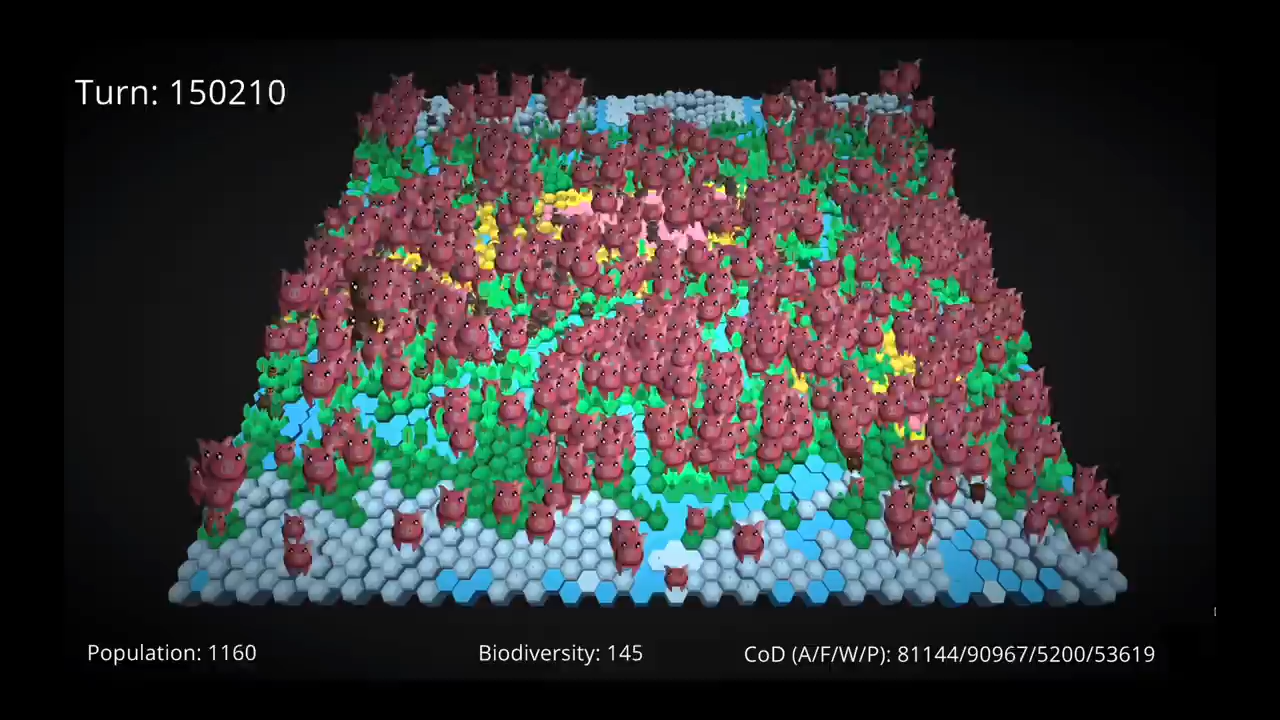 Turn: 150210
Population: 1160
Biodiversity: 145
CoD (A/F/W/P): 81144/90967/5200/53619